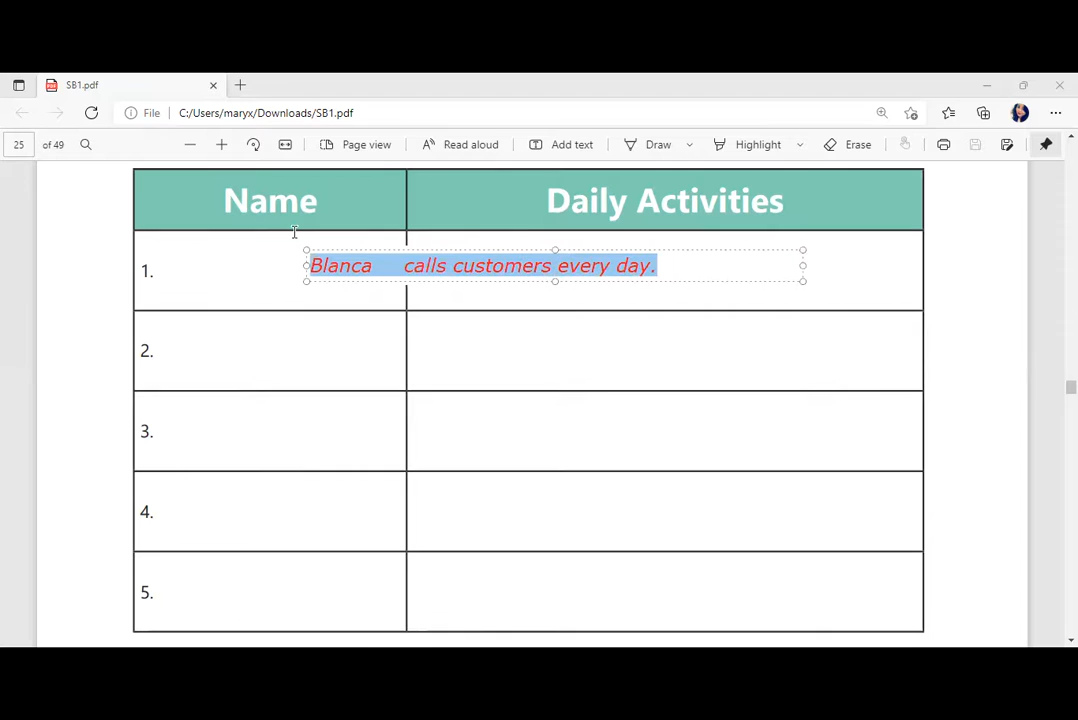 SB1.pdf
File C:/Users/maryx/Downloads/SB1.pdf
25 of 49 Page view Read aloud Add text Draw Highlight Erase
Name Daily Activities
1. Blanca calls customers every day.
2.
3.
4.
5.